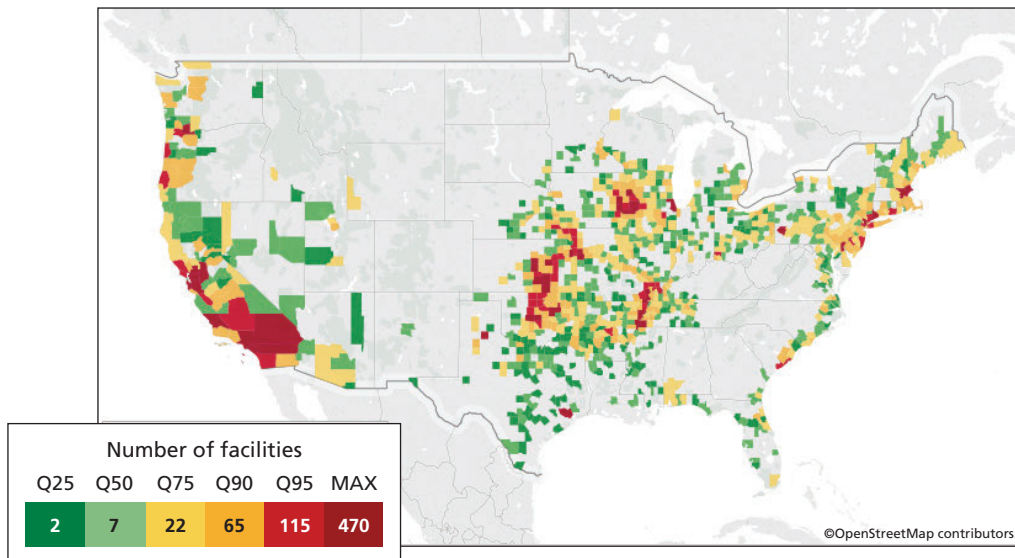 Number of facilities
Q25 Q50 Q75 Q90 Q95 MAX
2 7 22 65 115 470
©OpenStreetMap contributors